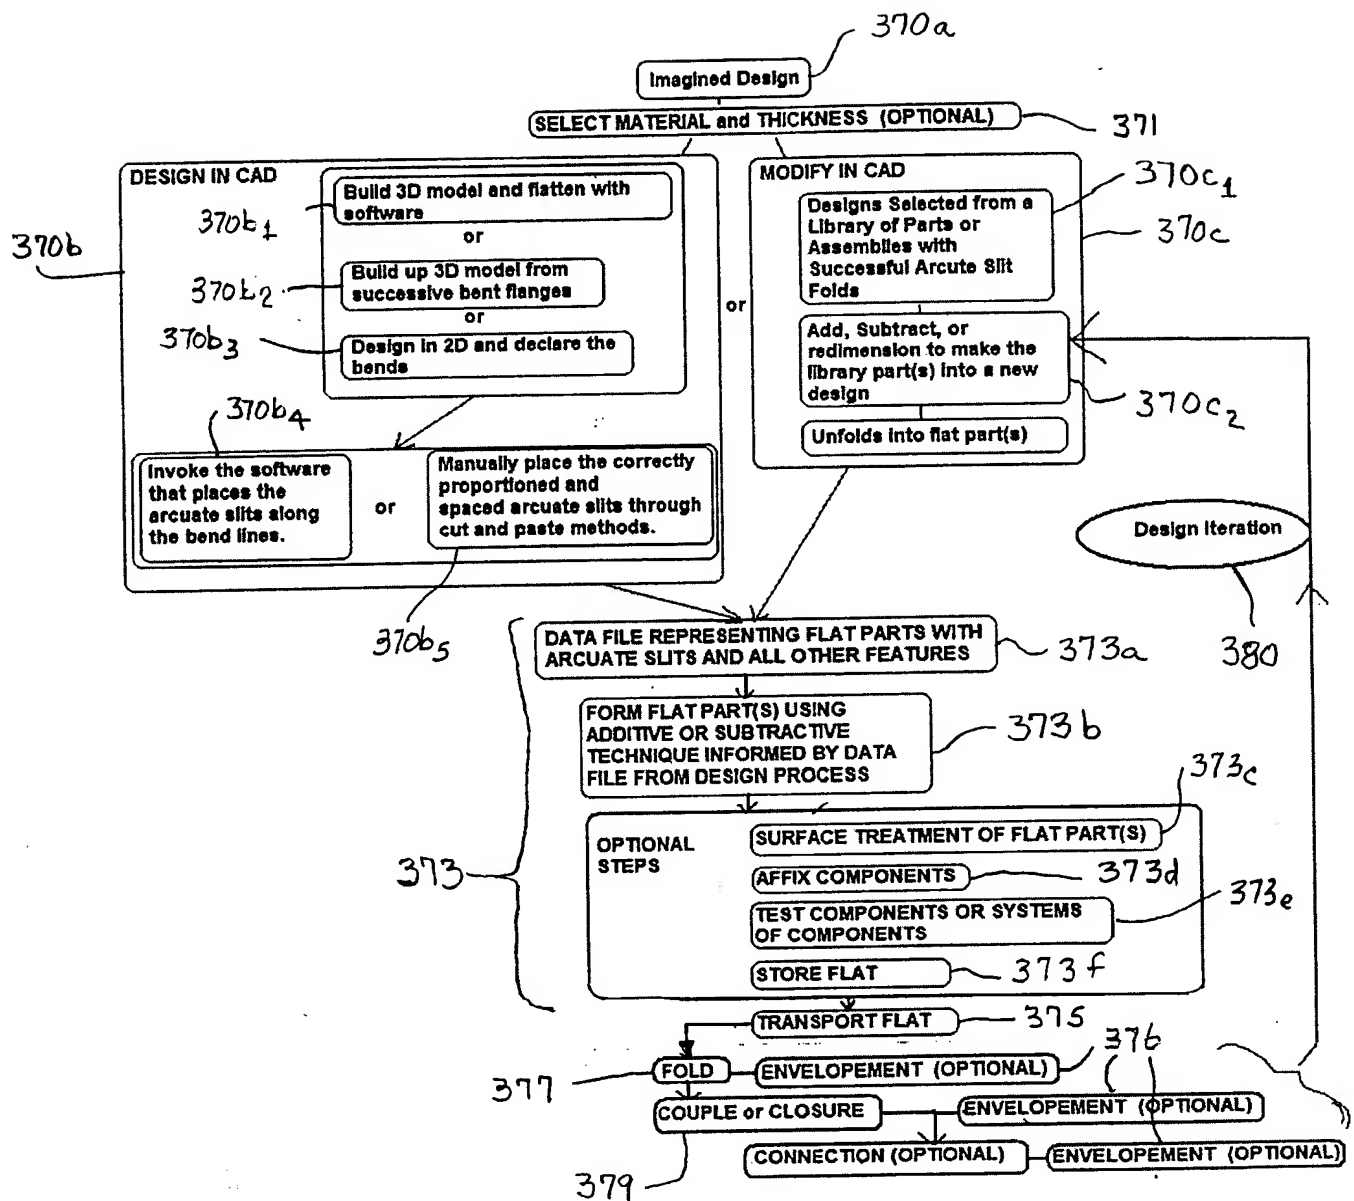 370a
Imagined Design
SELECT MATERIAL and THICKNESS (OPTIONAL)
371
DESIGN IN CAD
370b
370b1
Build 3D model and flatten with
software
or
370b2
Build up 3D model from
successive bent flanges
or
370b3
Design in 2D and declare the
bends
370b4
Invoke the software
that places the
arcuate slits along
the bend lines.
or
Manually place the correctly
proportioned and
spaced arcuate slits through
cut and paste methods.
370b5
or
MODIFY IN CAD
370c1
370c
Designs Selected from a
Library of Parts or
Assemblies with
Successful Arcute Slit
Folds
Add, Subtract, or
redimension to make the
library part(s) into a new
design
370c2
Unfolds into flat part(s)
Design Iteration
380
DATA FILE REPRESENTING FLAT PARTS WITH
ARCUATE SLITS AND ALL OTHER FEATURES
373a
FORM FLAT PART(S) USING
ADDITIVE OR SUBTRACTIVE
TECHNIQUE INFORMED BY DATA
FILE FROM DESIGN PROCESS
373b
373
OPTIONAL
STEPS
373c
SURFACE TREATMENT OF FLAT PART(S)
AFFIX COMPONENTS
373d
TEST COMPONENTS OR SYSTEMS
OF COMPONENTS
373e
STORE FLAT
373f
TRANSPORT FLAT
375
377
FOLD
ENVELOPEMENT (OPTIONAL)
376
COUPLE or CLOSURE
ENVELOPEMENT (OPTIONAL)
CONNECTION (OPTIONAL)
ENVELOPEMENT (OPTIONAL)
379